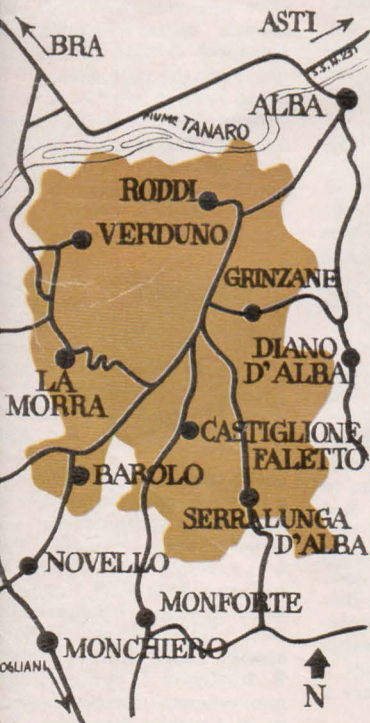 ASTI
BRA
S.S. N. 231
ALBA
FIUME TANARO
RODDI
VERDUNO
GRINZANE
DIANO
D'ALBA
LA
MORRA
CASTIGLIONE
FALETTO
BAROLO
SERRALUNGA
D'ALBA
NOVELLO
MONFORTE
MONCHIERO
OGLIANI
N